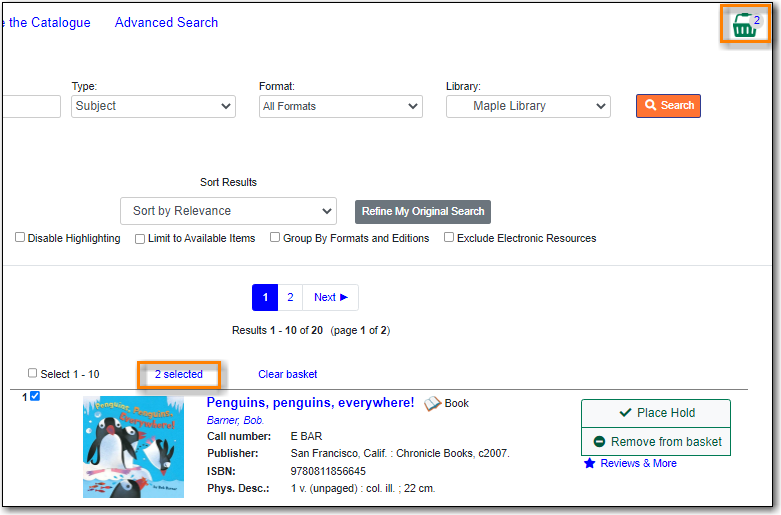 e the Catalogue Advanced Search 2
Type: Format: Library:
Subject All Formats Maple Library Search
Sort Results
Sort by Relevance Refine My Original Search
Disable Highlighting Limit to Available Items Group By Formats and Editions Exclude Electronic Resources
1 2 Next ►
Results 1 - 10 of 20 (page 1 of 2)
Select 1 - 10 2 selected Clear basket
1 Penguins, penguins, everywhere! Book Place Hold
Penguins, Penguins, Everywhere!
Barner, Bob.
Call number: E BAR Remove from basket
Publisher: San Francisco, Calif. : Chronicle Books, c2007.
ISBN: 9780811856645 Reviews & More
Phys. Desc.: 1 v. (unpaged) : col. ill. ; 22 cm.
by Bob Barner